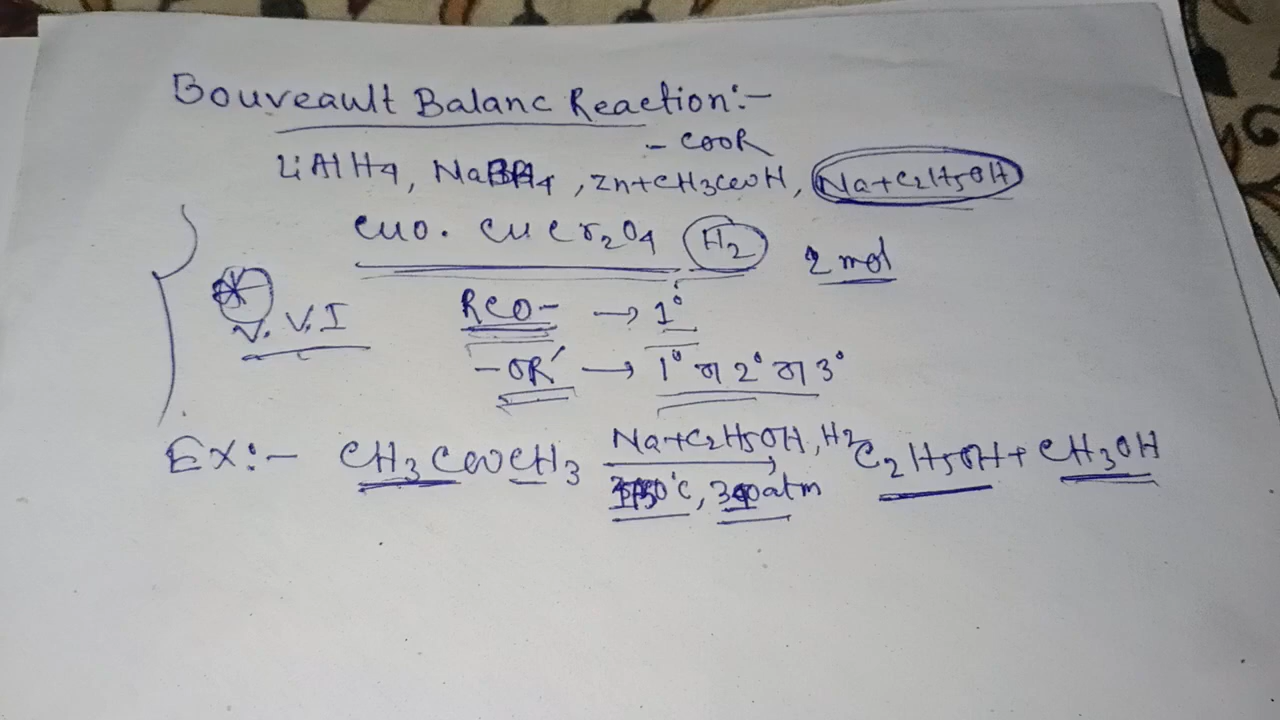 Bouveault Balanc Reaction:-
- COOR
LiAlH4, NaBH4, Zn+CH3COOH, Na+C2H5OH
CuO. CuCr2O4 H2 2 mol
RCO- → 1°
V. V. I
-OR' → 1° या 2° या 3°
Na+C2H5OH, H2
Ex:- CH3COOCH3 → C2H5OH + CH3OH